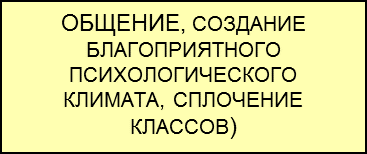 ОБЩЕНИЕ, СОЗДАНИЕ
БЛАГОПРИЯТНОГО
ПСИХОЛОГИЧЕСКОГО
КЛИМАТА, СПЛОЧЕНИЕ
КЛАССОВ)